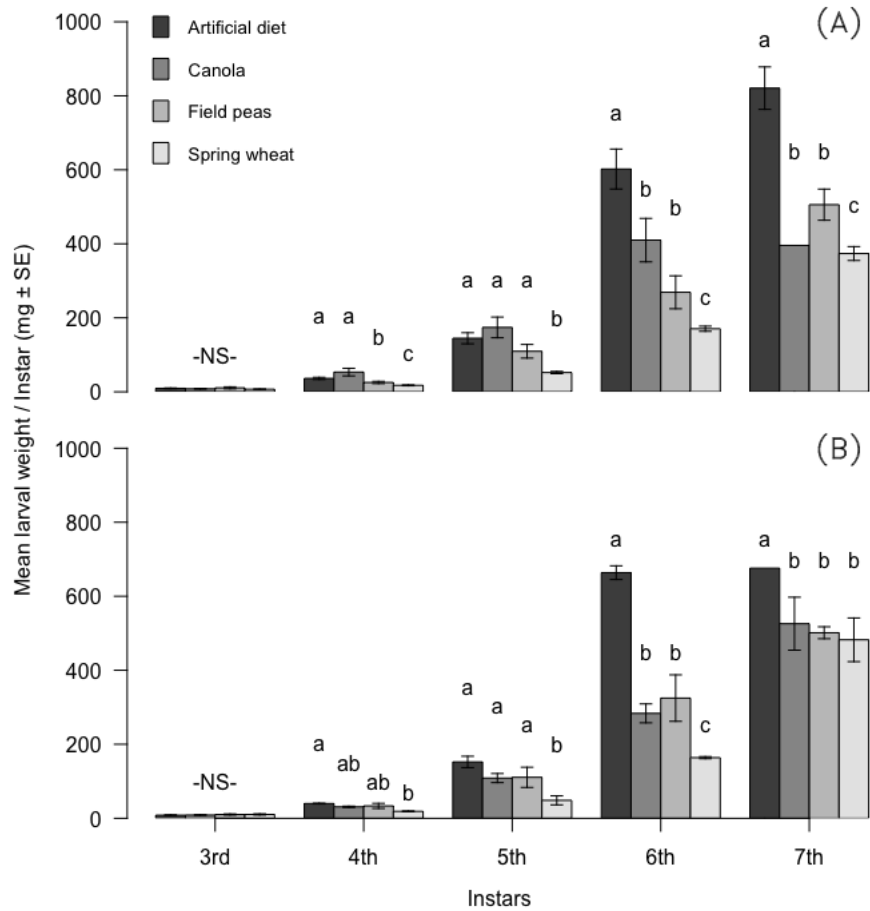 1000
800
600
400
200
0
Artificial diet
Canola
Field peas
Spring wheat
(A)
-NS-
a a b c
a a a b
a b b c
a b b c
Mean larval weight / Instar (mg ± SE)
1000
800
600
400
200
0
(B)
-NS-
a ab ab b
a a a b
a b b c
a b b b
3rd 4th 5th 6th 7th
Instars